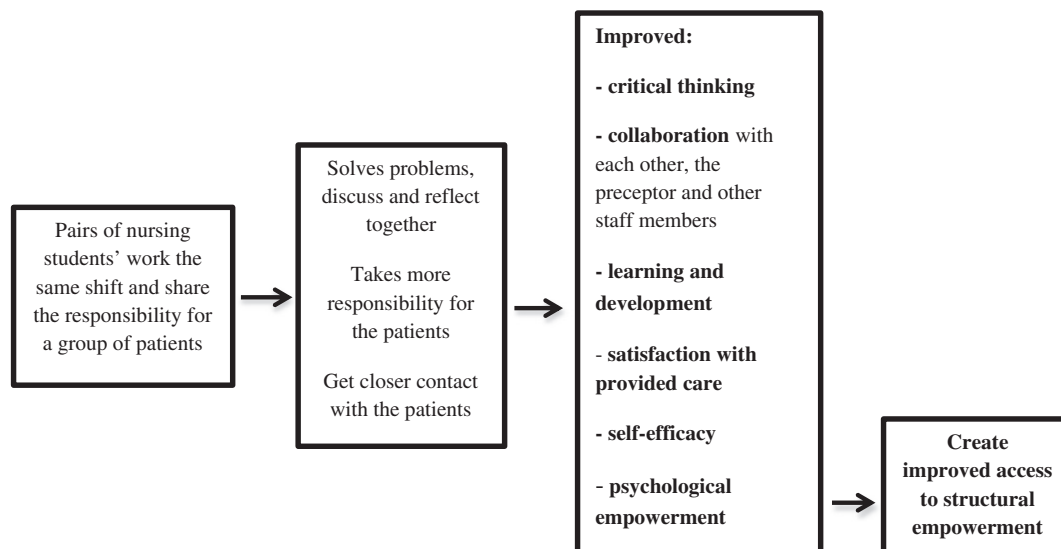 Pairs of nursing
students’ work the
same shift and share
the responsibility for
a group of patients
Solves problems,
discuss and reflect
together
Takes more
responsibility for
the patients
Get closer contact
with the patients
Improved:
- critical thinking
- collaboration with
each other, the
preceptor and other
staff members
- learning and
development
- satisfaction with
provided care
- self-efficacy
- psychological
empowerment
Create
improved access
to structural
empowerment